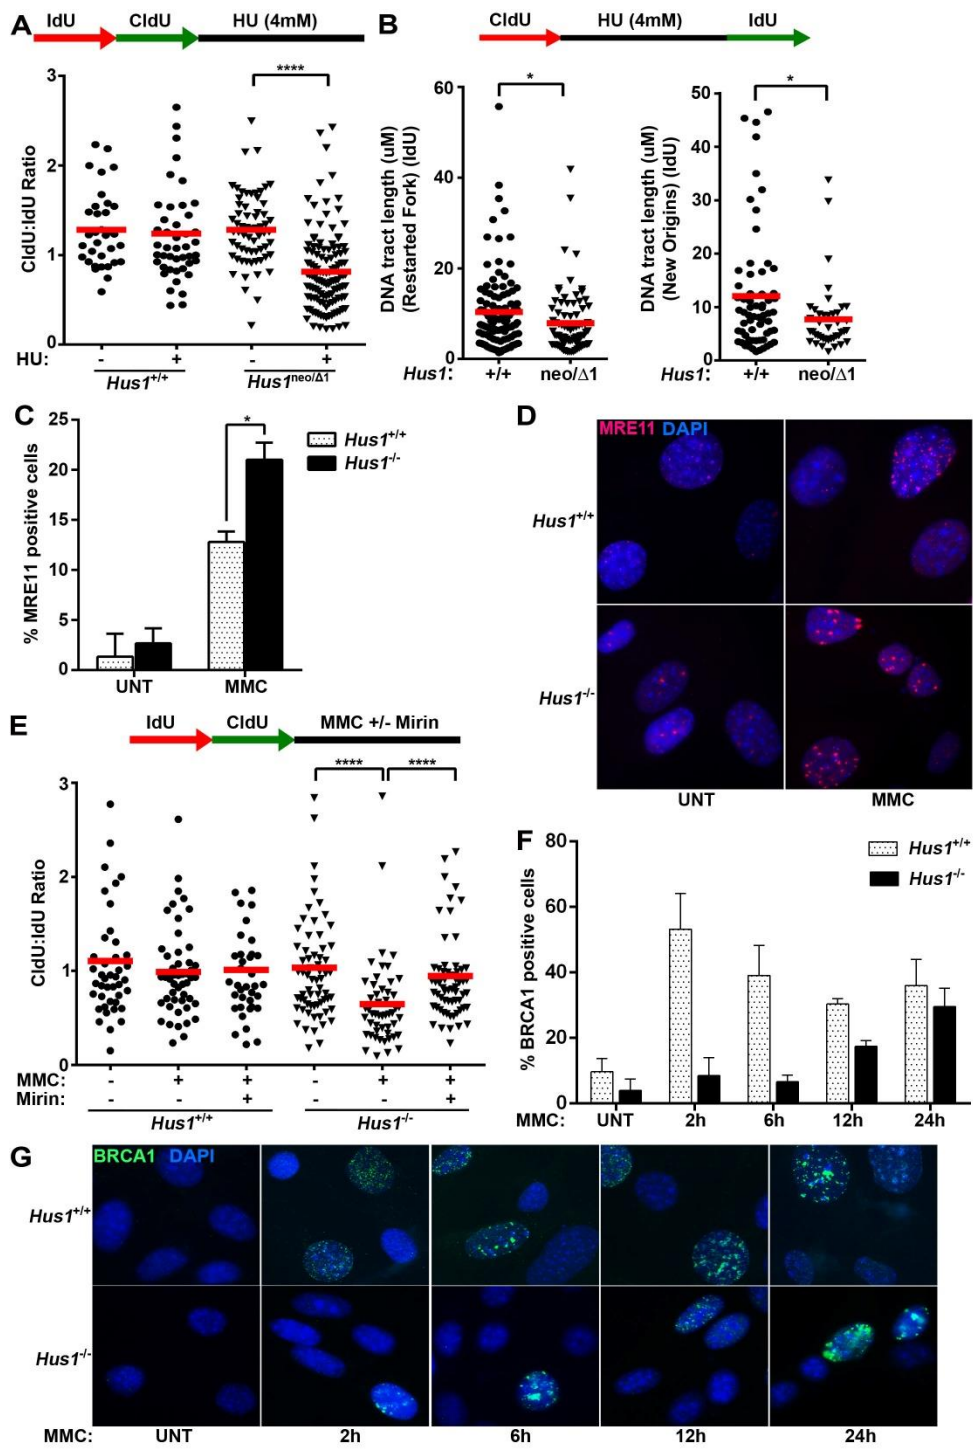 A
IdU CldU HU (4mM)
CldU:IdU Ratio
3
2
1
0
****
HU: - + - +
Hus1+/+ Hus1neo/Δ1
B
CldU HU (4mM) IdU
DNA tract length (uM)
(Restarted Fork) (IdU)
60
40
20
0
*
Hus1: +/+ neo/Δ1
DNA tract length (uM)
(New Origins) (IdU)
50
40
30
20
10
0
*
Hus1: +/+ neo/Δ1
C
% MRE11 positive cells
25
20
15
10
5
0
*
Hus1+/+
Hus1-/-
UNT MMC
D
MRE11 DAPI
Hus1+/+
Hus1-/-
UNT MMC
E
IdU CldU MMC +/- Mirin
CldU:IdU Ratio
3
2
1
0
**** ****
MMC: - + + - + +
Mirin: - - + - - +
Hus1+/+ Hus1-/-
F
% BRCA1 positive cells
80
60
40
20
0
Hus1+/+
Hus1-/-
MMC: UNT 2h 6h 12h 24h
G
BRCA1 DAPI
Hus1+/+
Hus1-/-
MMC: UNT 2h 6h 12h 24h